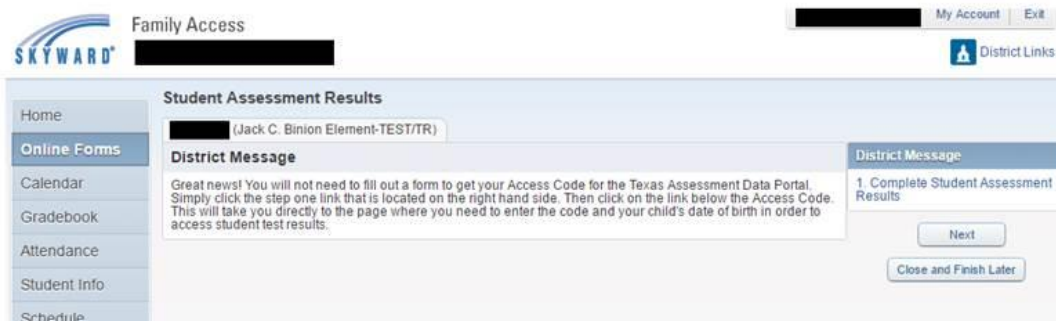 Family Access
My Account Exit
SKYWARD®
District Links
Student Assessment Results
Home
(Jack C. Binion Element-TEST/TR)
Online Forms
District Message
District Message
Calendar
Great news! You will not need to fill out a form to get your Access Code for the Texas Assessment Data Portal.
Simply click the step one link that is located on the right hand side. Then click on the link below the Access Code.
This will take you directly to the page where you need to enter the code and your child's date of birth in order to
access student test results.
1. Complete Student Assessment
Results
Gradebook
Next
Attendance
Close and Finish Later
Student Info
Schedule